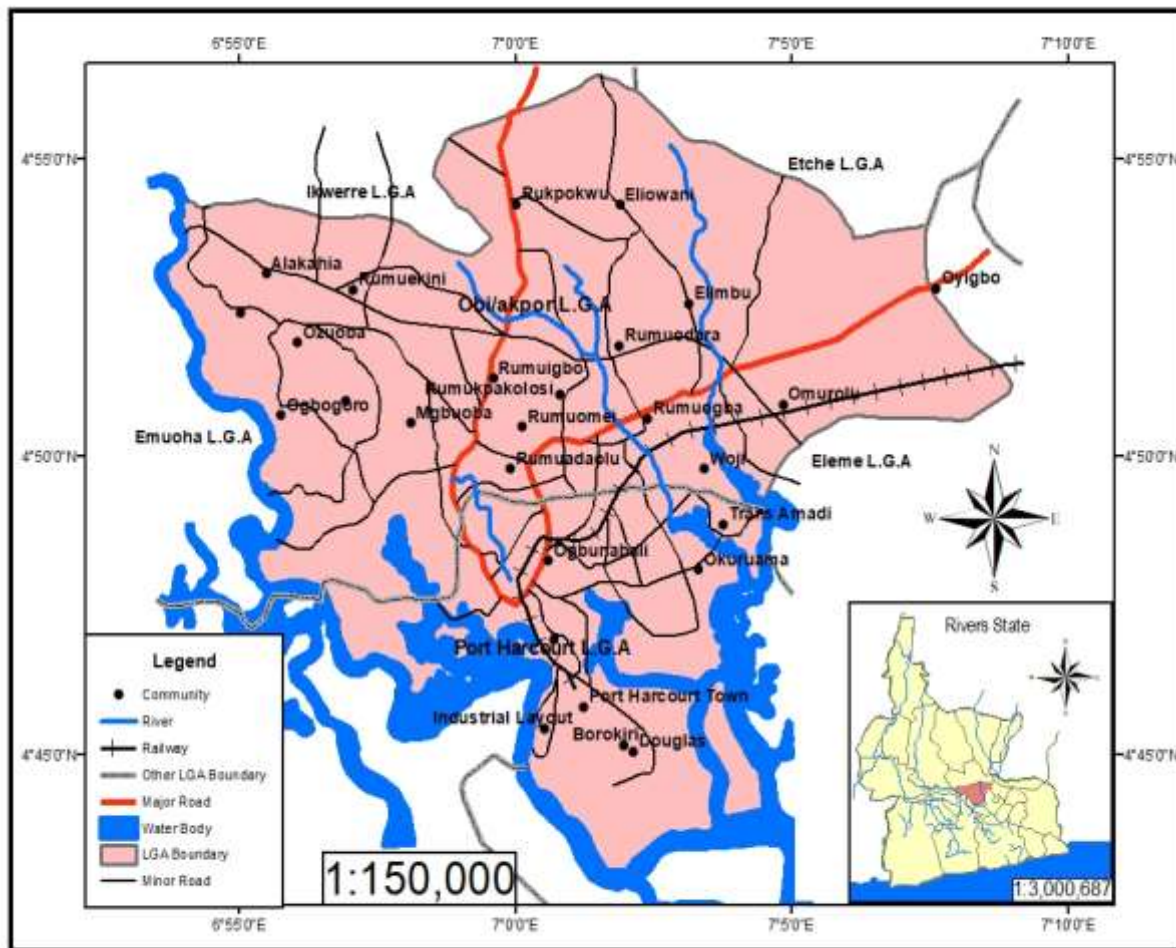 6°55'0"E
7°0'0"E
7°5'0"E
7°10'0"E
4°55'0"N
4°55'0"N
Etche L.G.A
Ikwerre L.G.A
Rukpokwu
Eliowani
Alakahia
Rumuekini
Oyigbo
Obi/akpor L.G.A
Elimbu
Ozuoba
Rumuodara
Rumuigbo
Rumukpakolosi
Omurolu
Ogbogoro
Mgbuoba
Rumuomei
Rumuogba
Emuoha L.G.A
4°50'0"N
4°50'0"N
Rumuadaolu
Woji
Eleme L.G.A
N
W
E
S
Trans Amadi
Ogbunabali
Okuruama
Port Harcourt L.G.A
Port Harcourt Town
Industrial Layout
Borokiri
Douglas
4°45'0"N
4°45'0"N
Legend
Community
River
Railway
Other LGA Boundary
Major Road
Water Body
LGA Boundary
Minor Road
1:150,000
Rivers State
1:3,000,687
6°55'0"E
7°0'0"E
7°5'0"E
7°10'0"E